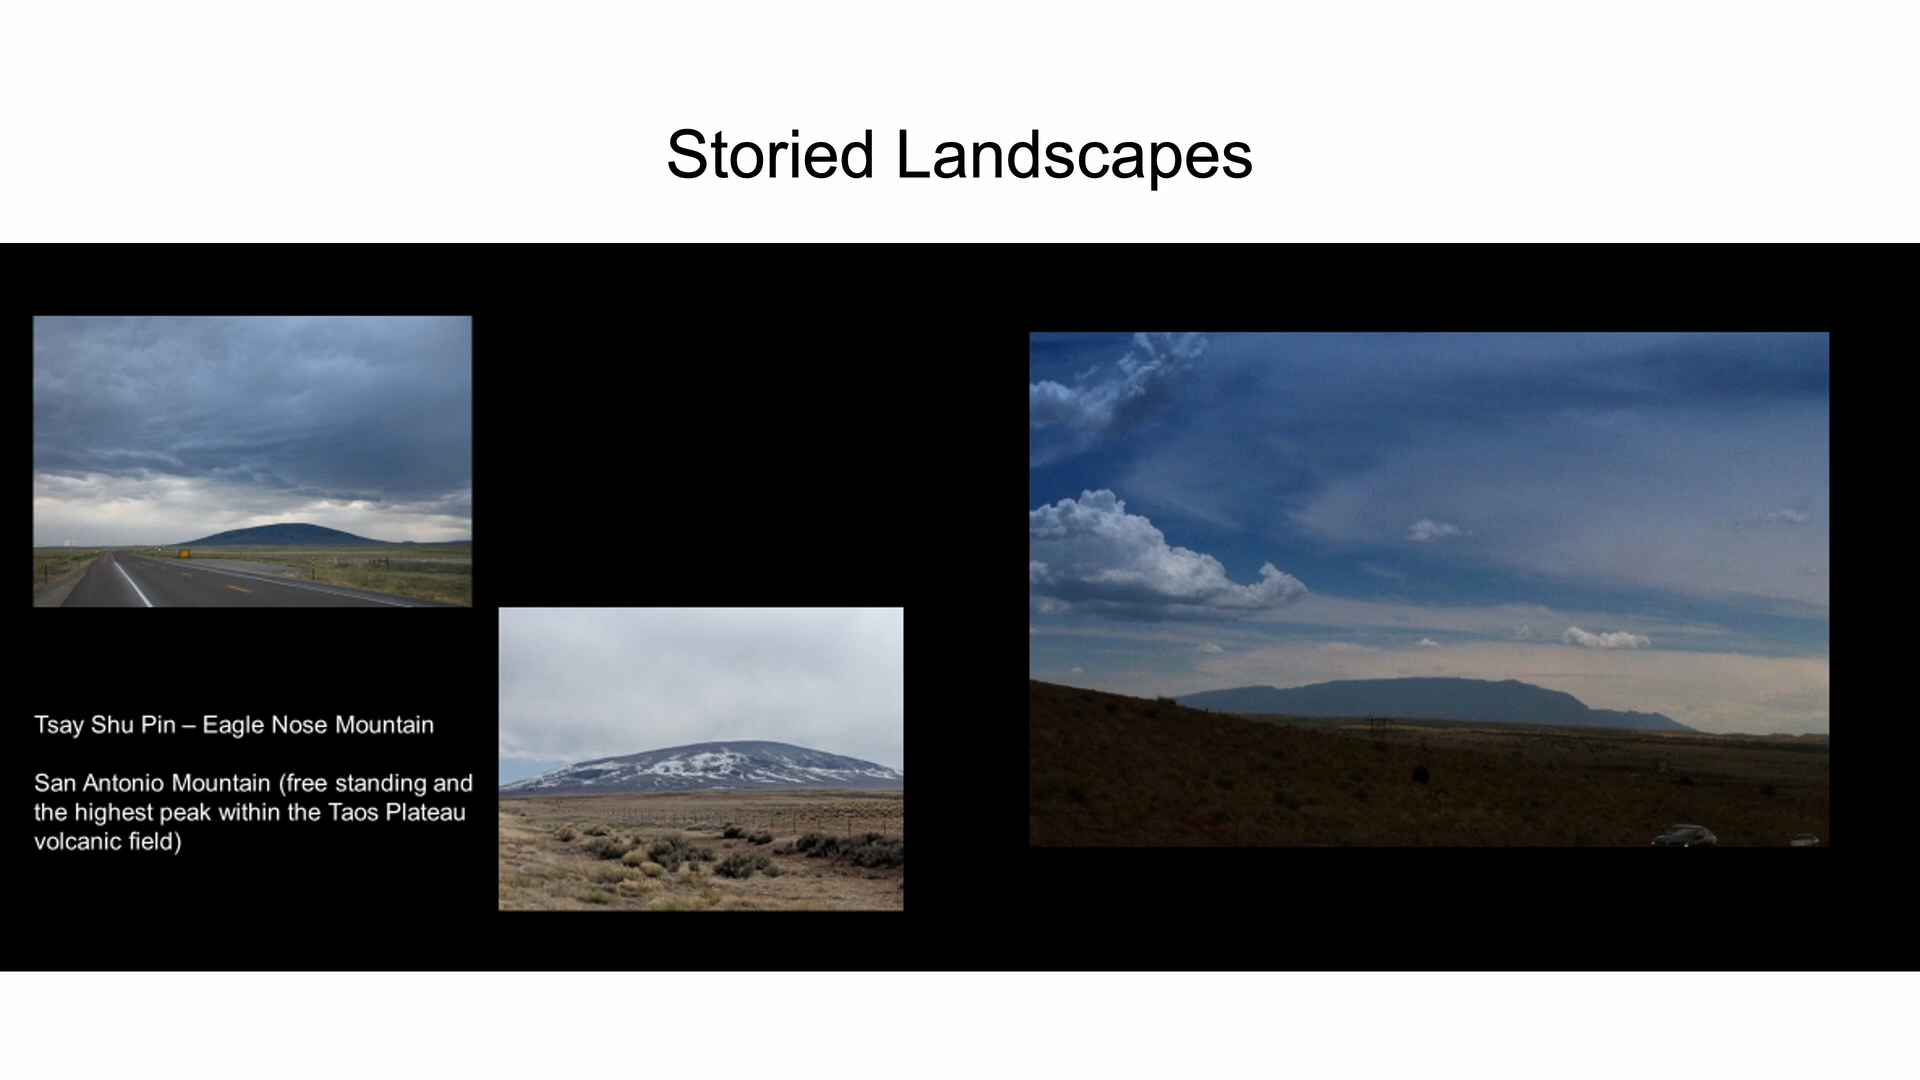 Storied Landscapes
Tsay Shu Pin – Eagle Nose Mountain
San Antonio Mountain (free standing and
the highest peak within the Taos Plateau
volcanic field)